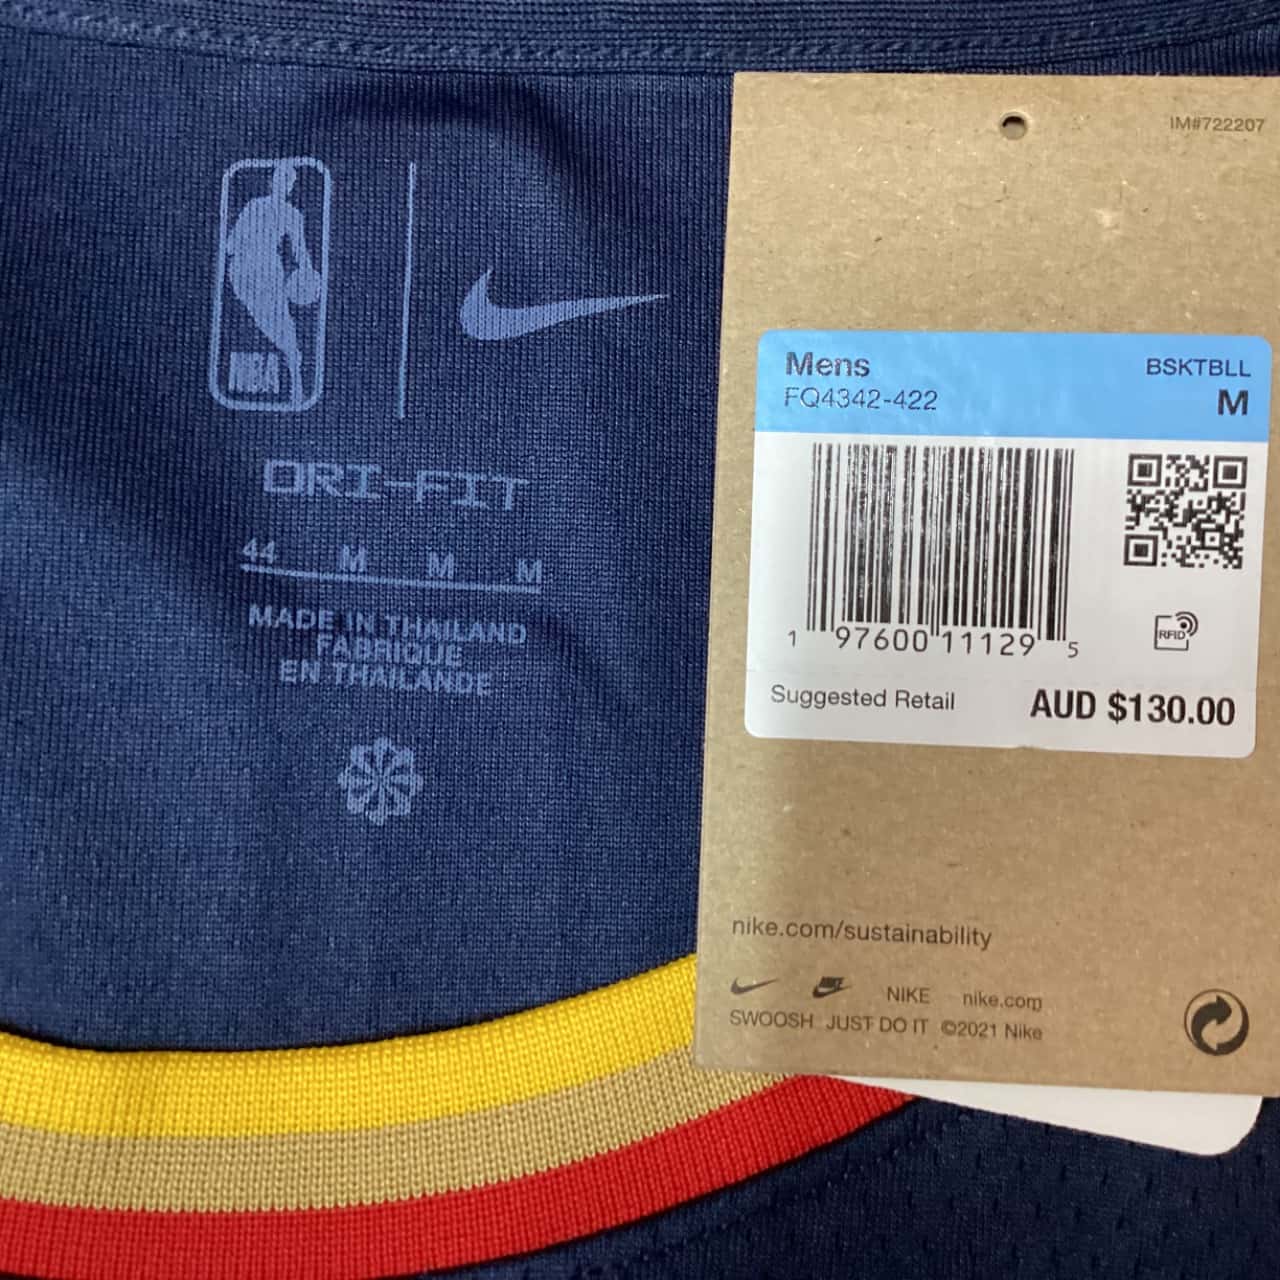 NBA
DRI-FIT
44 M M M
MADE IN THAILAND
FABRIQUE
EN THAILANDE
IM#722207
Mens BSKTBLL
FQ4342-422 M
1 97600 11129 5
RFID
Suggested Retail AUD $130.00
nike.com/sustainability
NIKE NIKE nike.com
SWOOSH JUST DO IT ©2021 Nike